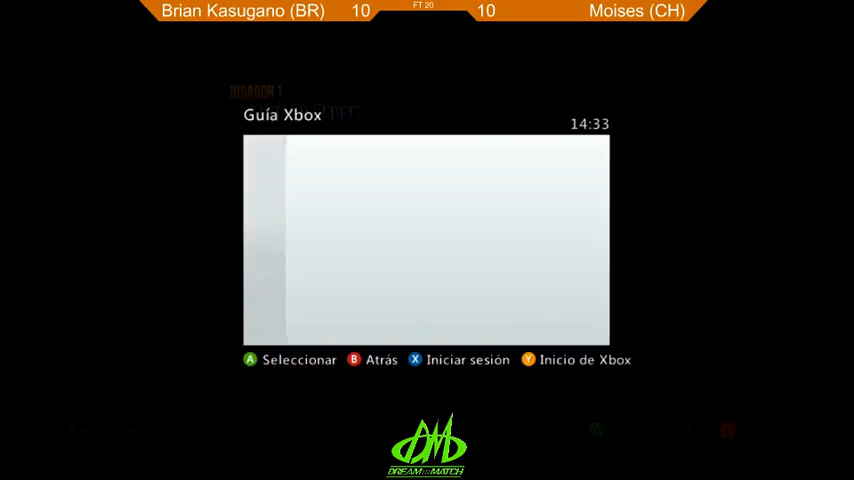 Brian Kasugano (BR) 10 FT 20 10 Moises (CH)
JUGADOR 1
Guía Xbox
14:33
A Seleccionar B Atrás X Iniciar sesión Y Inicio de Xbox
DREAM:::MATCH